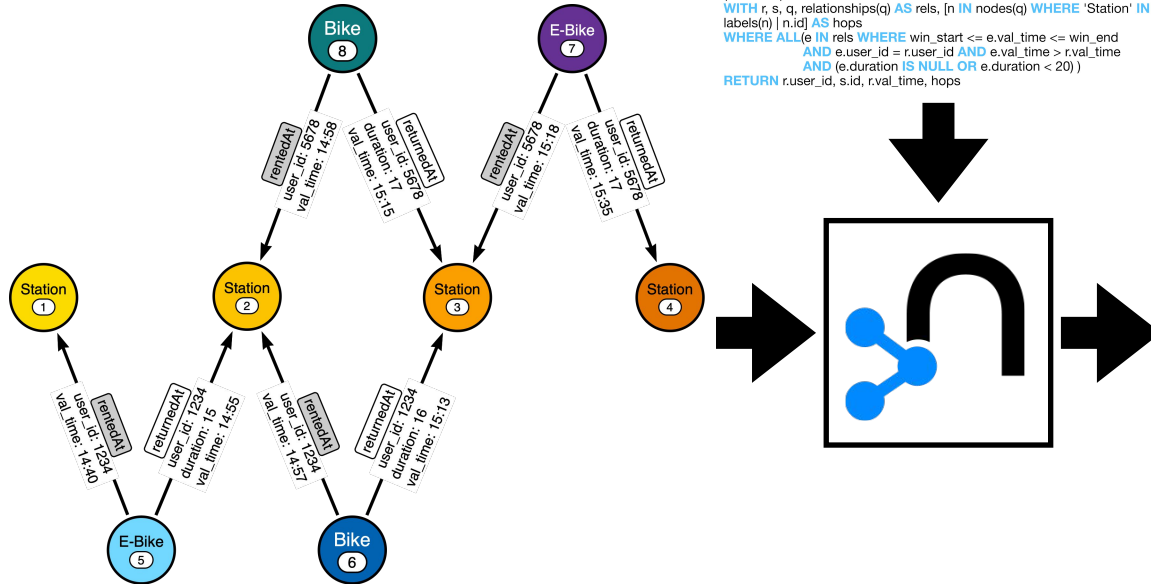 WITH r, s, q, relationships(q) AS rels, [n IN nodes(q) WHERE 'Station' IN
labels(n) | n.id] AS hops
WHERE ALL(e IN rels WHERE win_start <= e.val_time <= win_end
AND e.user_id = r.user_id AND e.val_time > r.val_time
AND (e.duration IS NULL OR e.duration < 20) )
RETURN r.user_id, s.id, r.val_time, hops
Bike
8
E-Bike
7
rentedAt
user_id: 5678
val_time: 14:58
returnedAt
user_id: 5678
duration: 17
val_time: 15:15
rentedAt
user_id: 5678
val_time: 15:18
returnedAt
user_id: 5678
duration: 17
val_time: 15:35
Station
1
Station
2
Station
3
Station
4
rentedAt
user_id: 1234
val_time: 14:40
returnedAt
user_id: 1234
duration: 15
val_time: 14:55
rentedAt
user_id: 1234
val_time: 14:57
returnedAt
user_id: 1234
duration: 16
val_time: 15:13
E-Bike
5
Bike
6